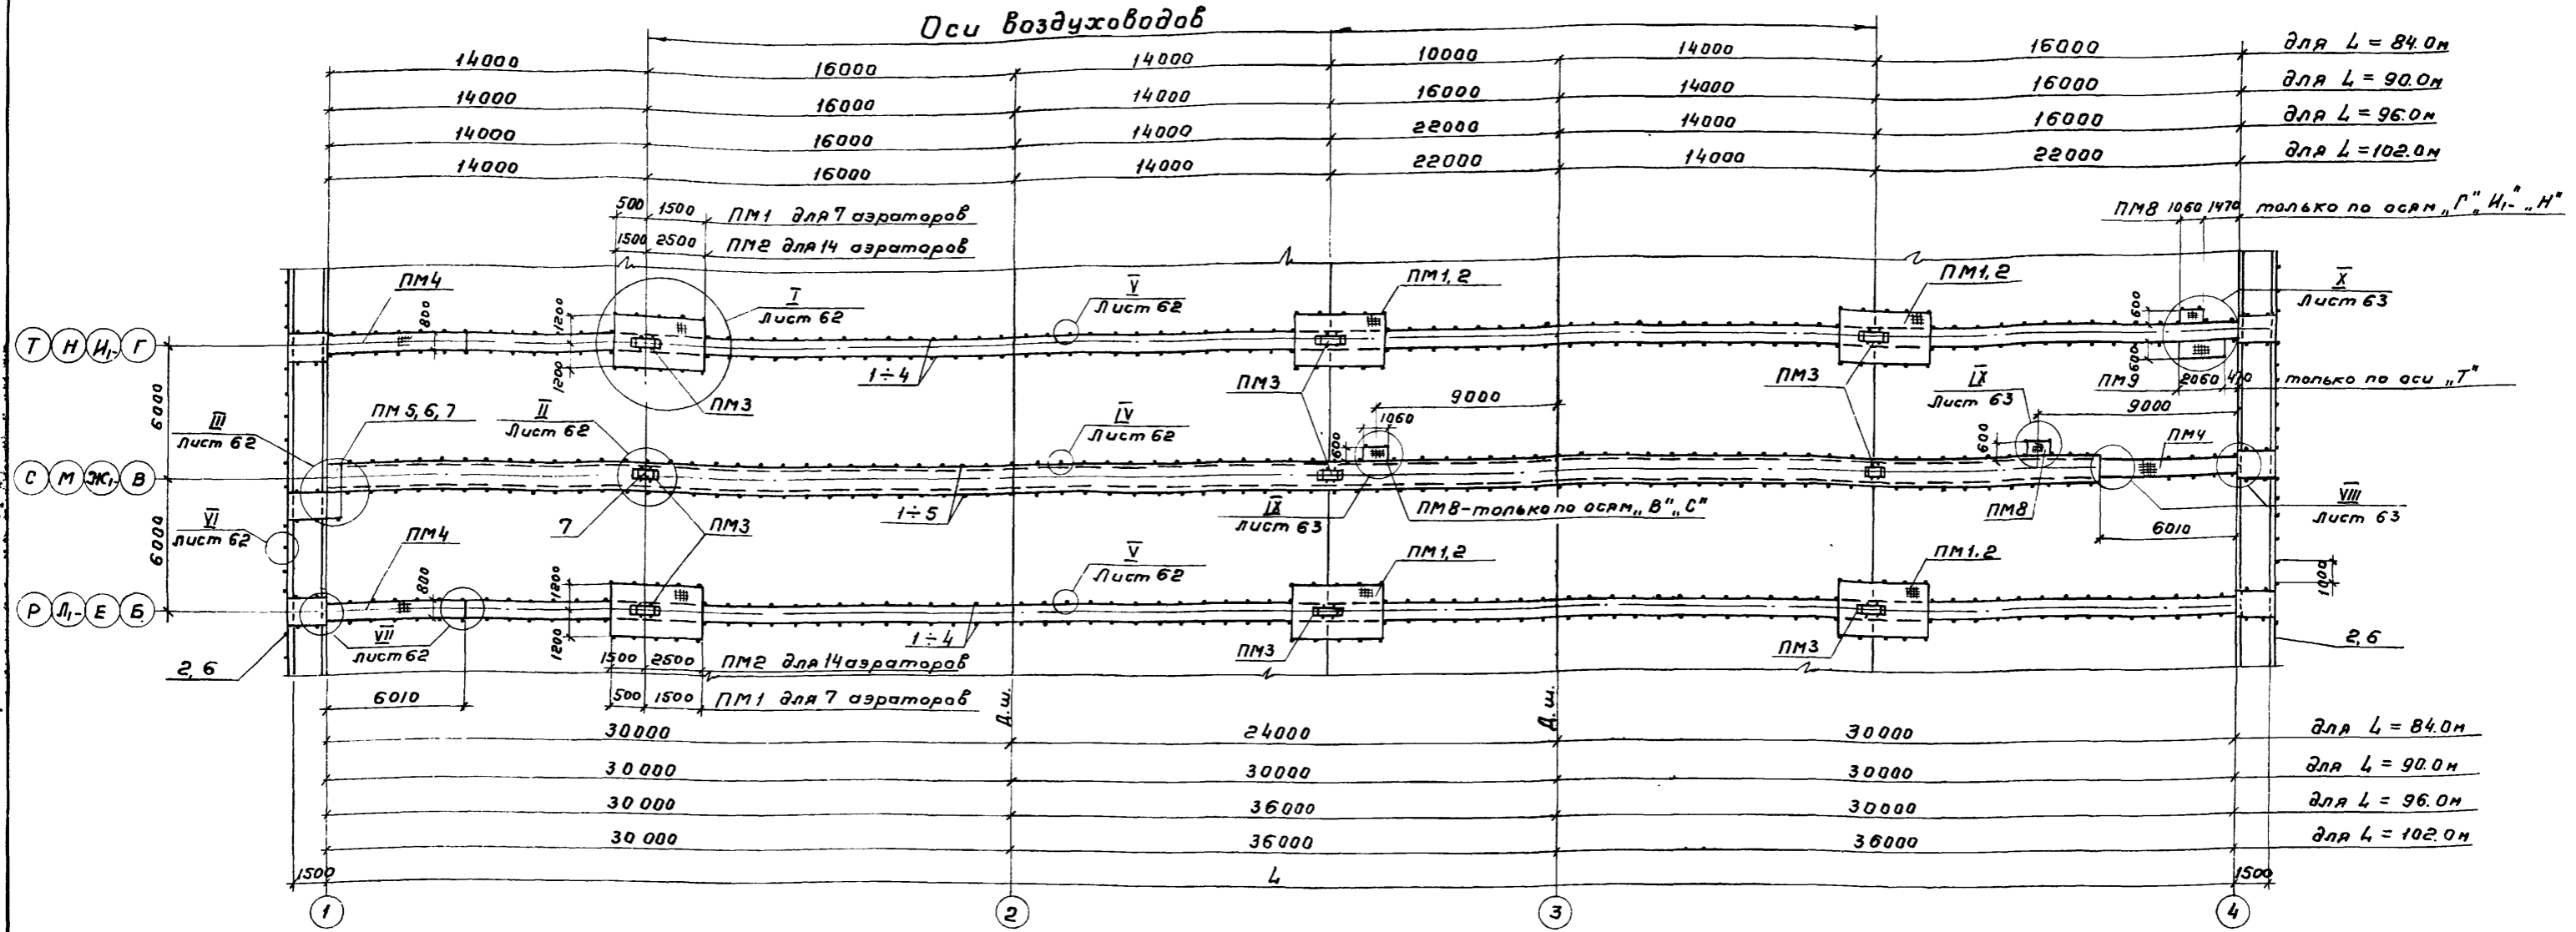 Оси воздуховодов
14000 16000 14000 10000 14000 16000 для L = 84.0м
14000 16000 14000 16000 14000 16000 для L = 90.0м
14000 16000 14000 22000 14000 16000 для L = 96.0м
14000 16000 14000 22000 14000 22000 для L = 102.0м
500 1500 ПМ1 для 7 аэраторов
ПМ8 1060 1470 только по осям „Г" И₁- „Н"
1500 2500 ПМ2 для 14 аэраторов
ПМ4
800
1200
I
Лист 62
V
Лист 62
ПМ1,2
ПМ1,2
600
X
Лист 63
Т Н И₁- Г
1200
1÷4
ПМ3
ПМ3
ПМ3
600
ПМ9 2060 470 только по оси „Т"
6000
III
Лист 62
ПМ 5,6,7
II
Лист 62
IV
Лист 62
9000
1060
600
IX
Лист 63
9000
600
ПМ4
С М Ж₁- В
VI
Лист 62
7
ПМ3
1÷5
IX
Лист 63
ПМ8-только по осям „В" „С"
ПМ8
6010
VIII
Лист 63
6000
ПМ4
800
1200
V
Лист 62
ПМ1,2
ПМ1.2
1000
Р Л₁- Е Б
VII
Лист 62
1200
1÷4
ПМ3
ПМ3
2,6
2,6
1500 2500 ПМ2 для 14 аэраторов
6010
500 1500 ПМ1 для 7 аэраторов
Д.ш.
Д.ш.
30000 24000 30000 для L = 84.0м
30000 30000 30000 для L = 90.0м
30000 36000 30000 для L = 96.0м
30000 36000 36000 для L = 102.0м
1500 L 1500
1 2 3 4